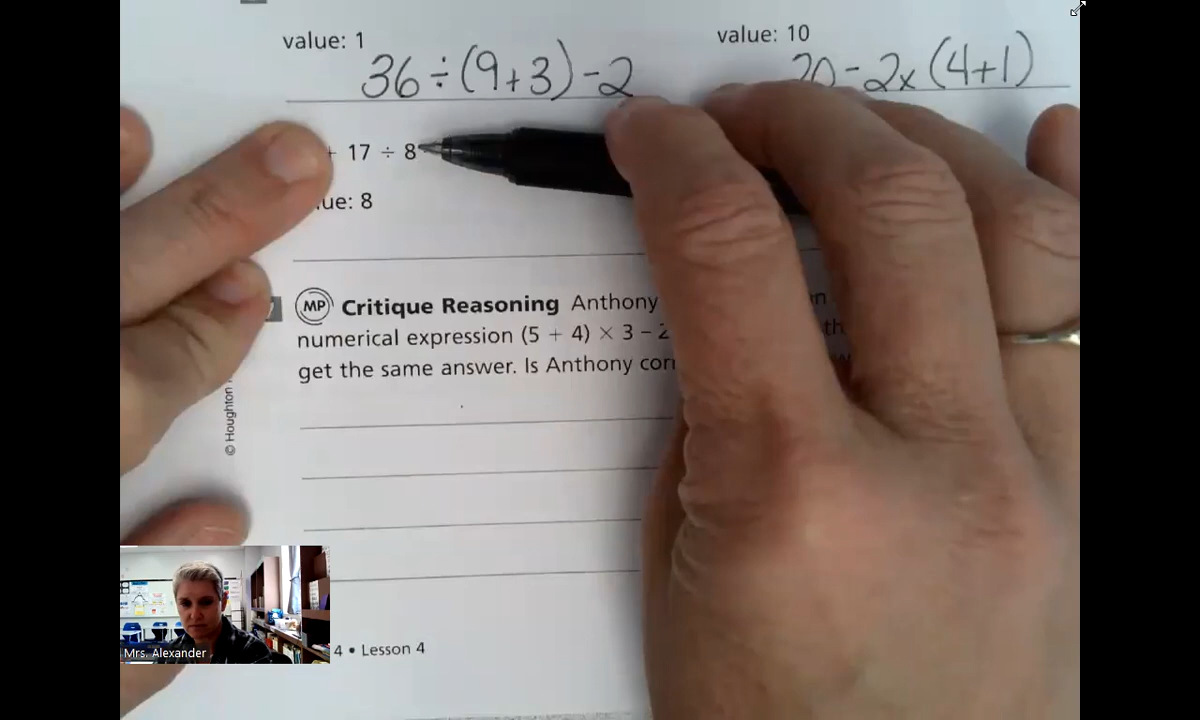 value: 1
value: 10
36 ÷ (9+3) -2
20 - 2x (4+1)
+ 17 ÷ 8
ue: 8
MP Critique Reasoning Anthony
numerical expression (5 + 4) × 3 – 2
get the same answer. Is Anthony
© Houghton
4 • Lesson 4
Mrs. Alexander